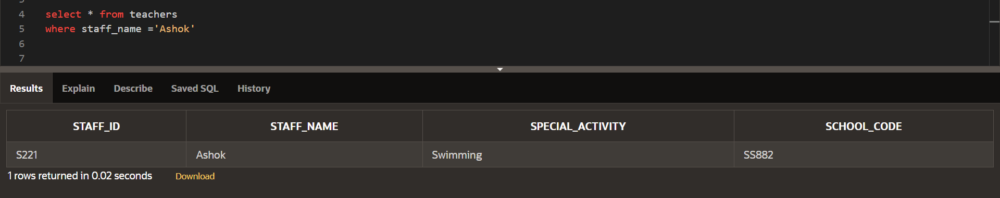 4 select * from teachers
5 where staff_name ='Ashok'
6
7
Results Explain Describe Saved SQL History
STAFF_ID STAFF_NAME SPECIAL_ACTIVITY SCHOOL_CODE
S221 Ashok Swimming SS882
1 rows returned in 0.02 seconds Download